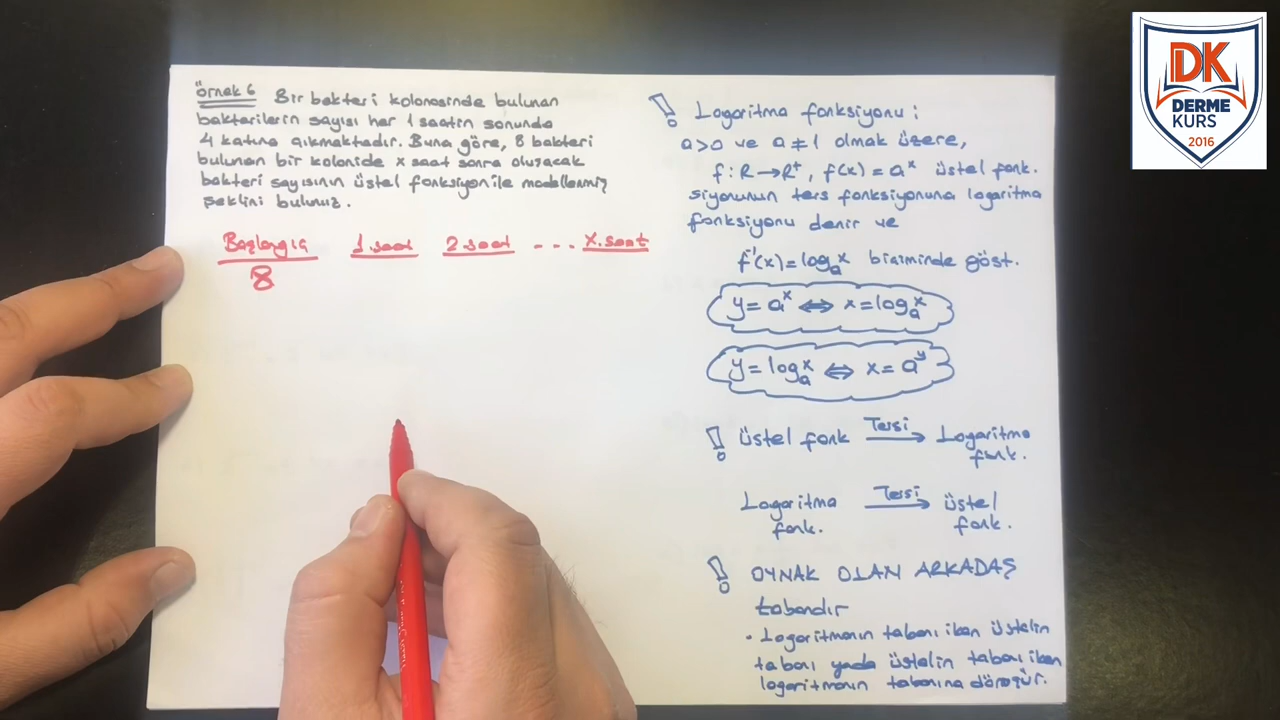 Örnek 6 Bir bakteri kolonosinde bulunan
bakterilerin sayısı her 1 saatin sonunda
4 katına çıkmaktadır. Buna göre, 8 bakteri
bulunan bir kolonide x saat sonra oluşacak
bakteri sayısının üstel fonksiyon ile modellenmiş
şeklini bulunuz.
Başlangıç 1.saat 2.saat ... x.saat
8
! Logaritma fonksiyonu:
a>0 ve a≠1 olmak üzere,
f: R→R⁺, f(x)=aˣ üstel fonk.
siyonunun ters fonksiyonuna logaritma
fonksiyonu denir ve
f⁻¹(x)=logₐx biçiminde göst.
y=aˣ ⇔ x=logₐx
y=logₐx ⇔ x=aʸ
! üstel fonk Tersi → Logaritma
fonk.
Logaritma Tersi → üstel
fonk. fonk.
! OYNAK OLAN ARKADAŞ
tabandır
• Logaritmanın tabanı iken üstelin
tabanı yada üstelin tabanı iken
logaritmanın tabanına dönüşür.
DK
DERME
KURS
2016